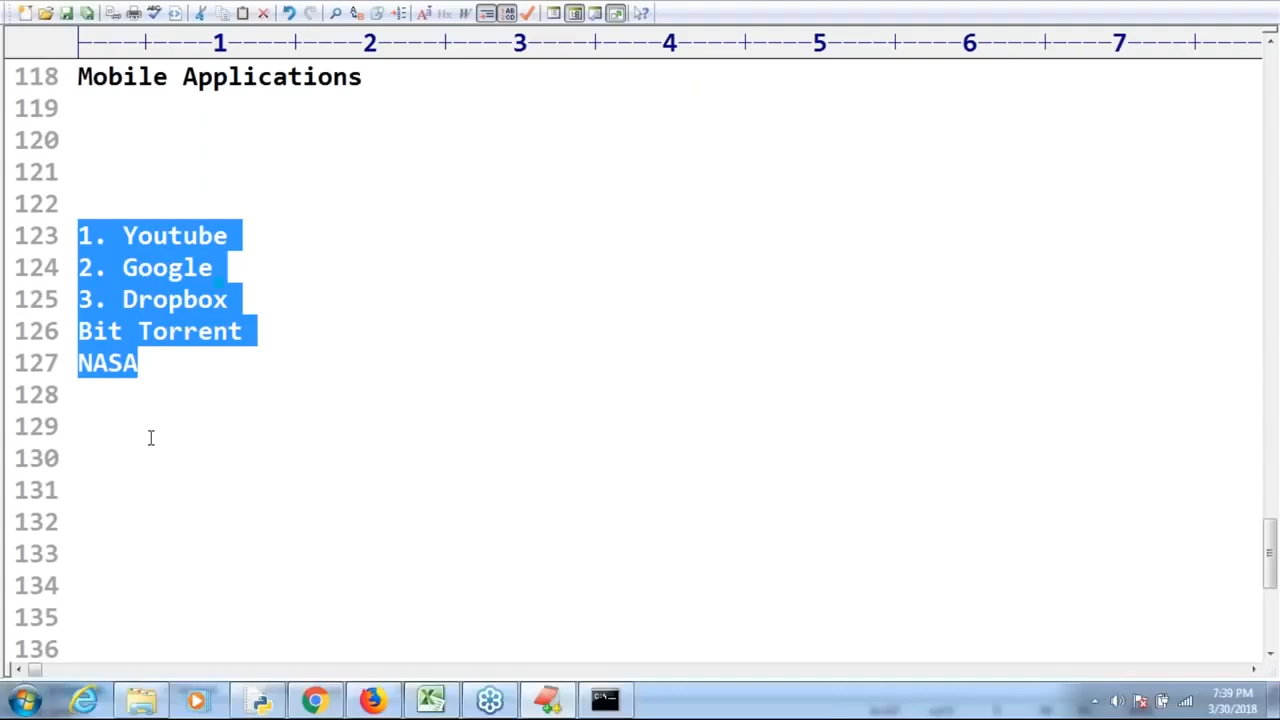 1 2 3 4 5 6 7
118 Mobile Applications
119
120
121
122
123 1. Youtube
124 2. Google
125 3. Dropbox
126 Bit Torrent
127 NASA
128
129
130
131
132
133
134
135
136
7:39 PM
3/30/2018